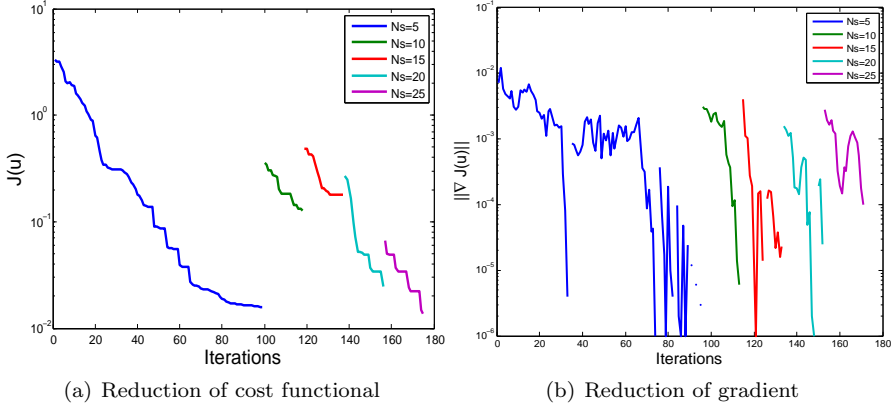 10^1
10^0
10^−1
10^−2
J(u)
0 20 40 60 80 100 120 140 160 180
Iterations
Ns=5
Ns=10
Ns=15
Ns=20
Ns=25
(a) Reduction of cost functional
10^−1
10^−2
10^−3
10^−4
10^−5
10^−6
||∇ J(u)||
0 20 40 60 80 100 120 140 160 180
Iterations
Ns=5
Ns=10
Ns=15
Ns=20
Ns=25
(b) Reduction of gradient